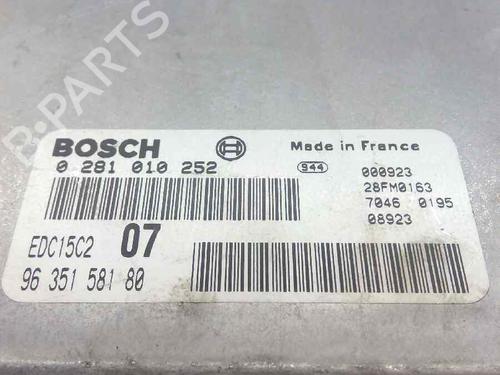 B-PARTS
BOSCH
0 281 010 252
Made in France
944
000923
28FM0163
7046 0195
08923
EDC15C2 07
96 351 581 80